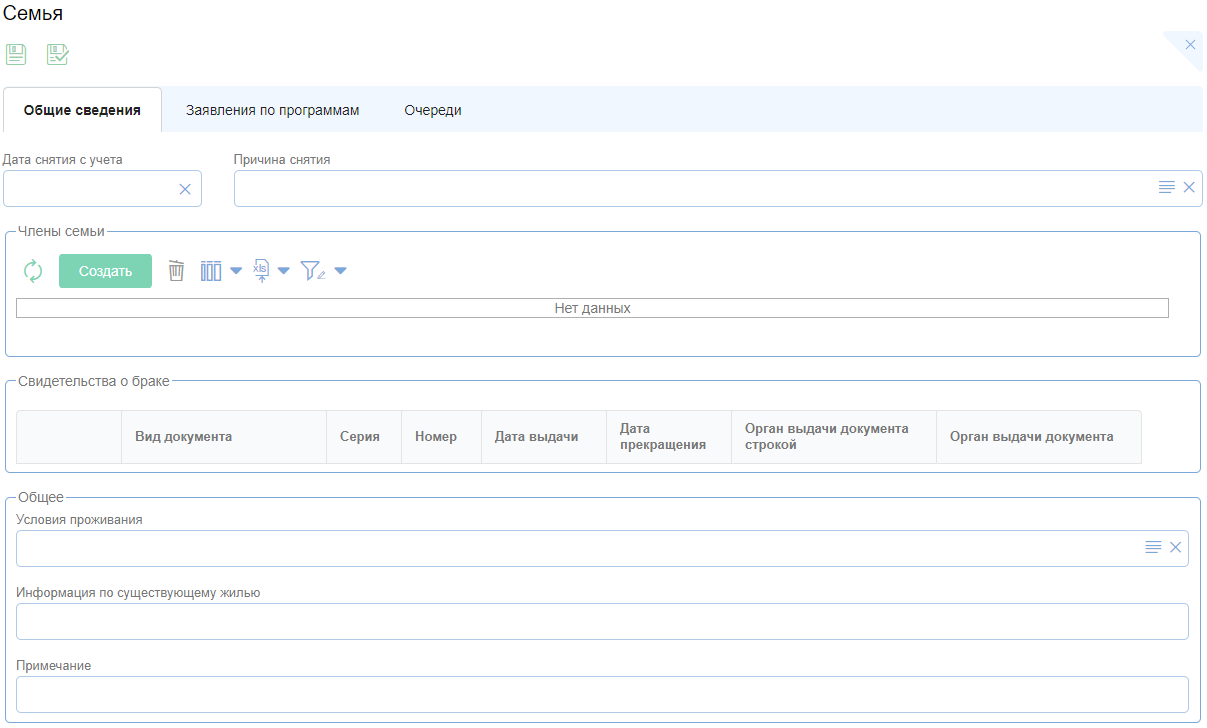 Семья
Общие сведения
Заявления по программам
Очереди
Дата снятия с учета
Причина снятия
Члены семьи
Создать
xls
Нет данных
Свидетельства о браке
Вид документа
Серия
Номер
Дата выдачи
Дата
прекращения
Орган выдачи документа
строкой
Орган выдачи документа
Общее
Условия проживания
Информация по существующему жилью
Примечание